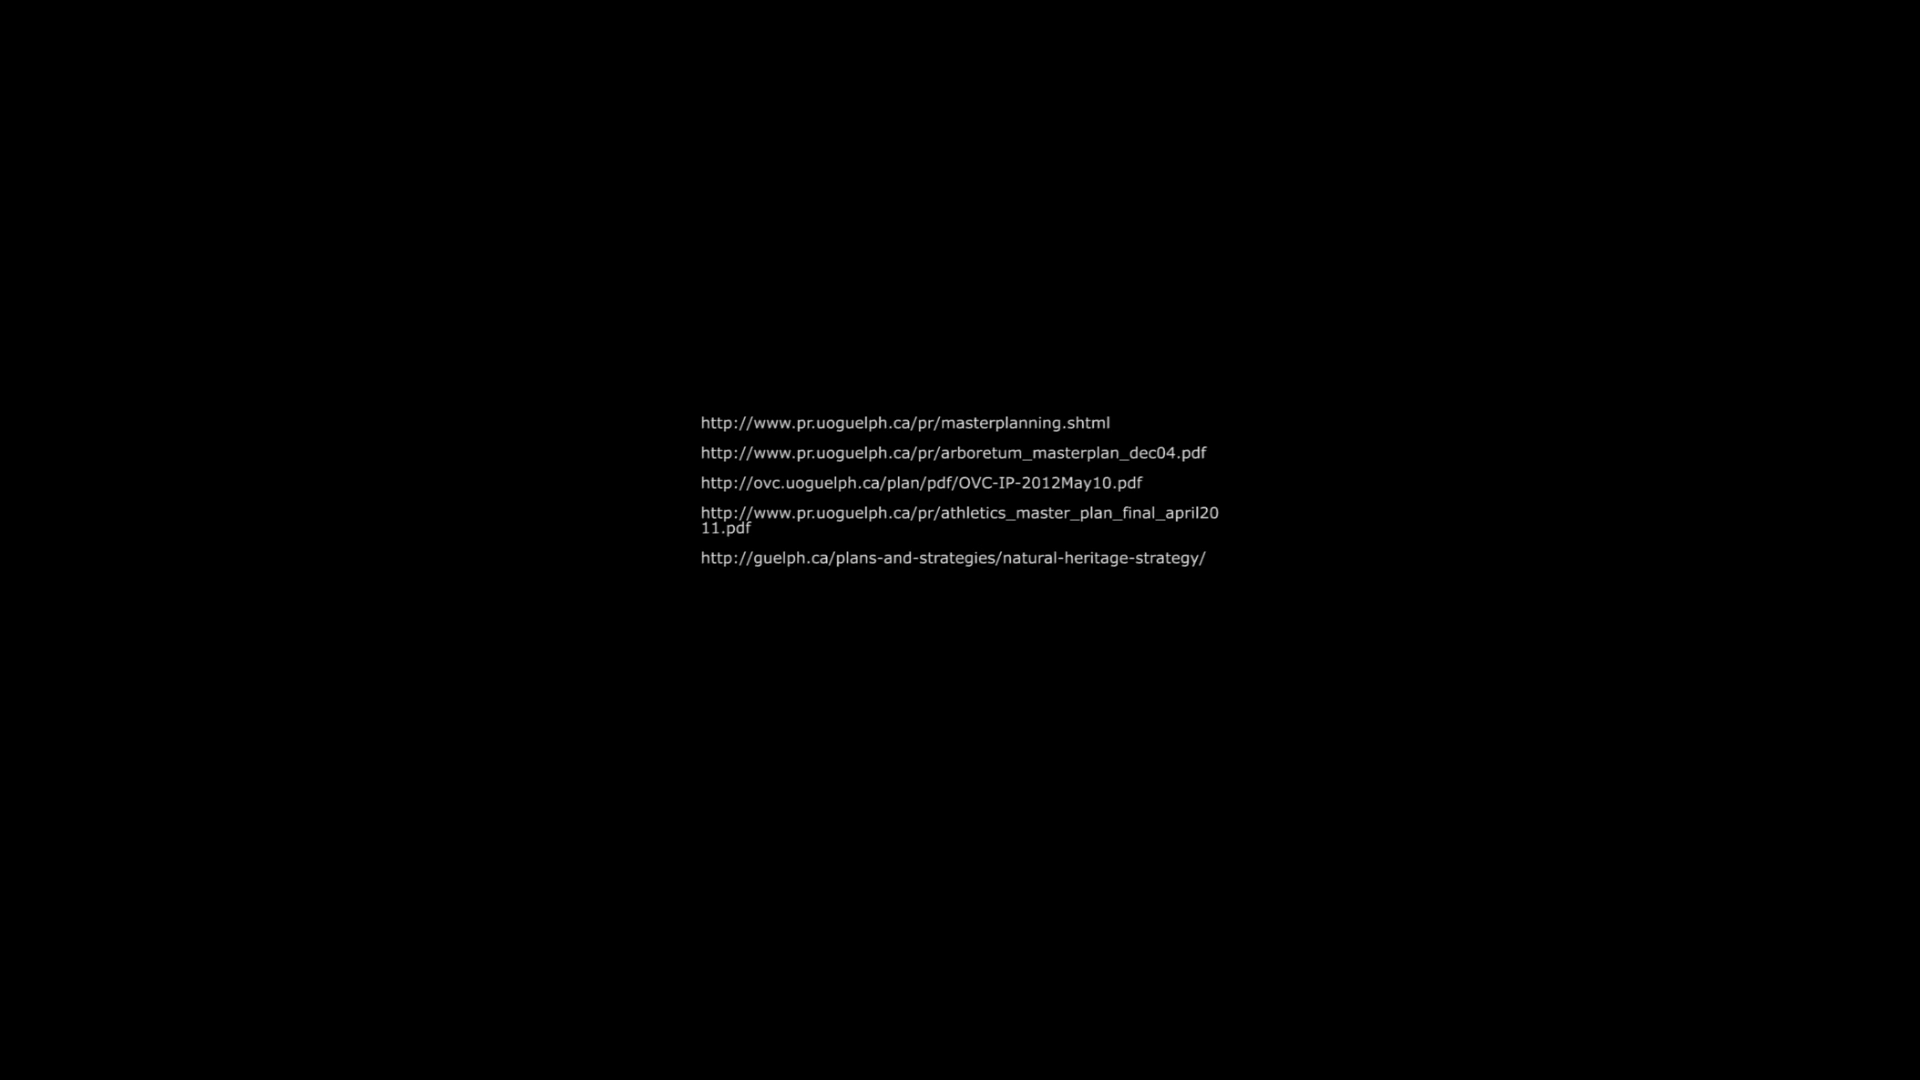 http://www.pr.uoguelph.ca/pr/masterplanning.shtml
http://www.pr.uoguelph.ca/pr/arboretum_masterplan_dec04.pdf
http://ovc.uoguelph.ca/plan/pdf/OVC-IP-2012May10.pdf
http://www.pr.uoguelph.ca/pr/athletics_master_plan_final_april20
11.pdf
http://guelph.ca/plans-and-strategies/natural-heritage-strategy/